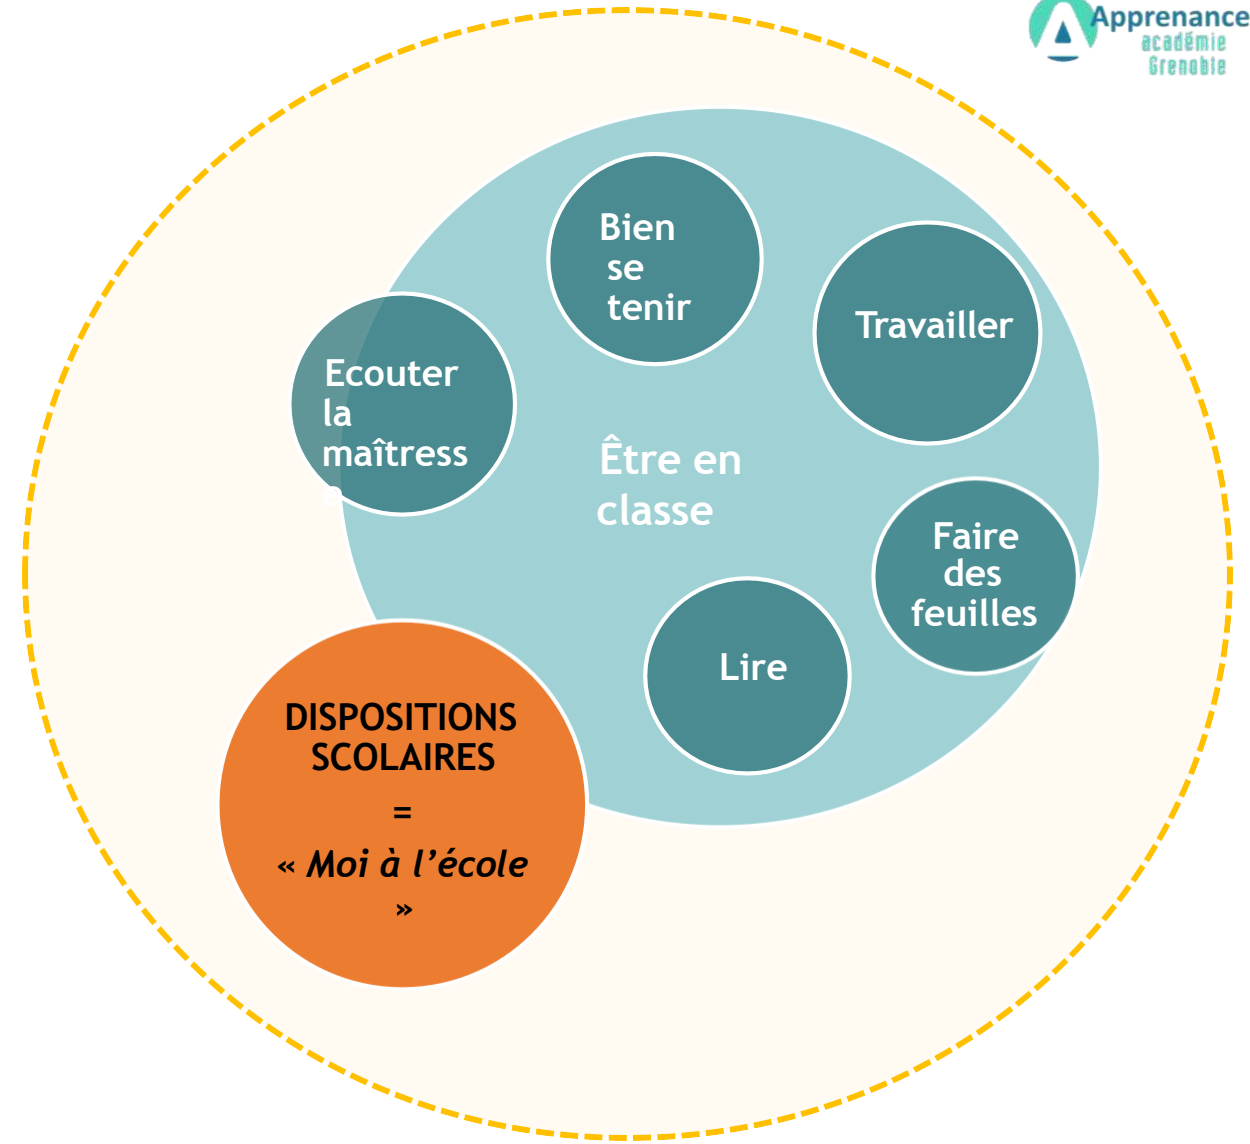 Apprenance
académie
Grenoble
Bien
se
tenir
Travailler
Ecouter
la
maîtress
e
Être en
classe
Faire
des
feuilles
Lire
DISPOSITIONS
SCOLAIRES
=
« Moi à l’école
»